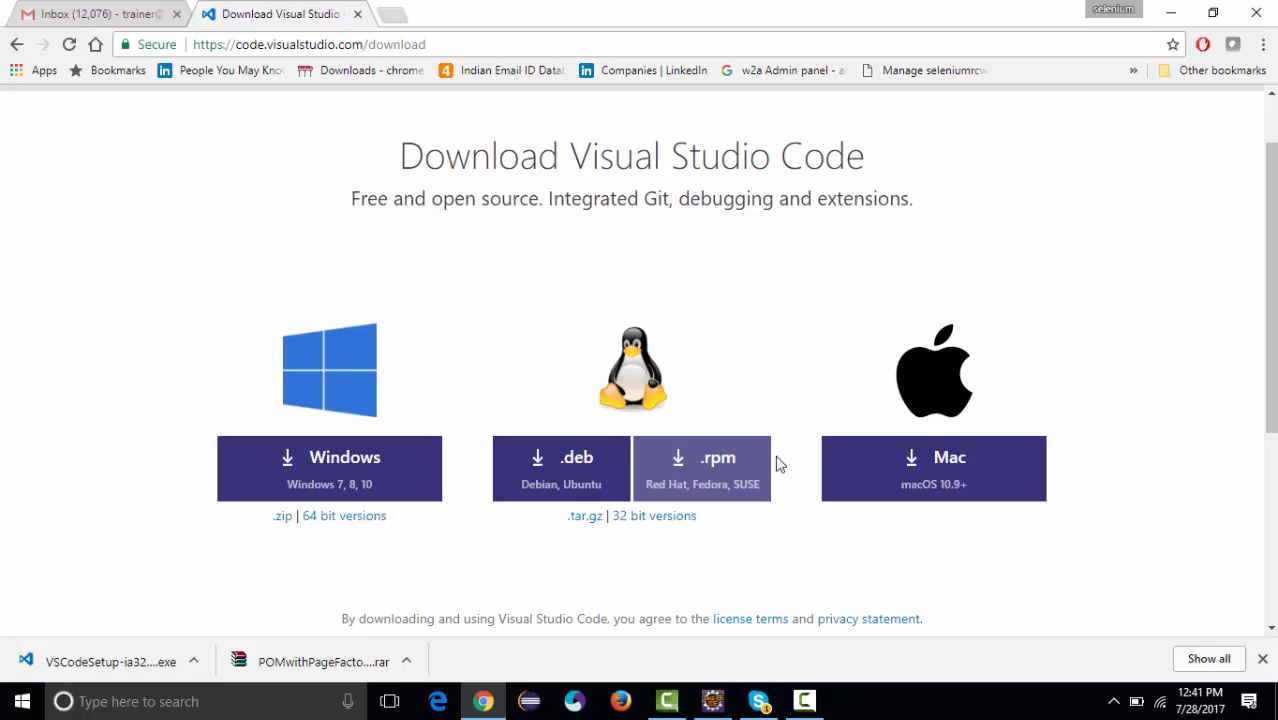 Inbox (12,076) - trainer@
Download Visual Studio
selenium
Secure
https://code.visualstudio.com/download
Apps
Bookmarks
People You May Kno
Downloads - chrome
Indian Email ID Data
Companies | LinkedIn
w2a Admin panel - a
Manage seleniumrcw
»
Other bookmarks
Download Visual Studio Code
Free and open source. Integrated Git, debugging and extensions.
Windows
Windows 7, 8, 10
.zip | 64 bit versions
.deb
Debian, Ubuntu
.rpm
Red Hat, Fedora, SUSE
.tar.gz | 32 bit versions
Mac
macOS 10.9+
By downloading and using Visual Studio Code, you agree to the license terms and privacy statement.
VSCodeSetup-ia32....exe
POMwithPageFacto....rar
Show all
Type here to search
12:41 PM
7/28/2017